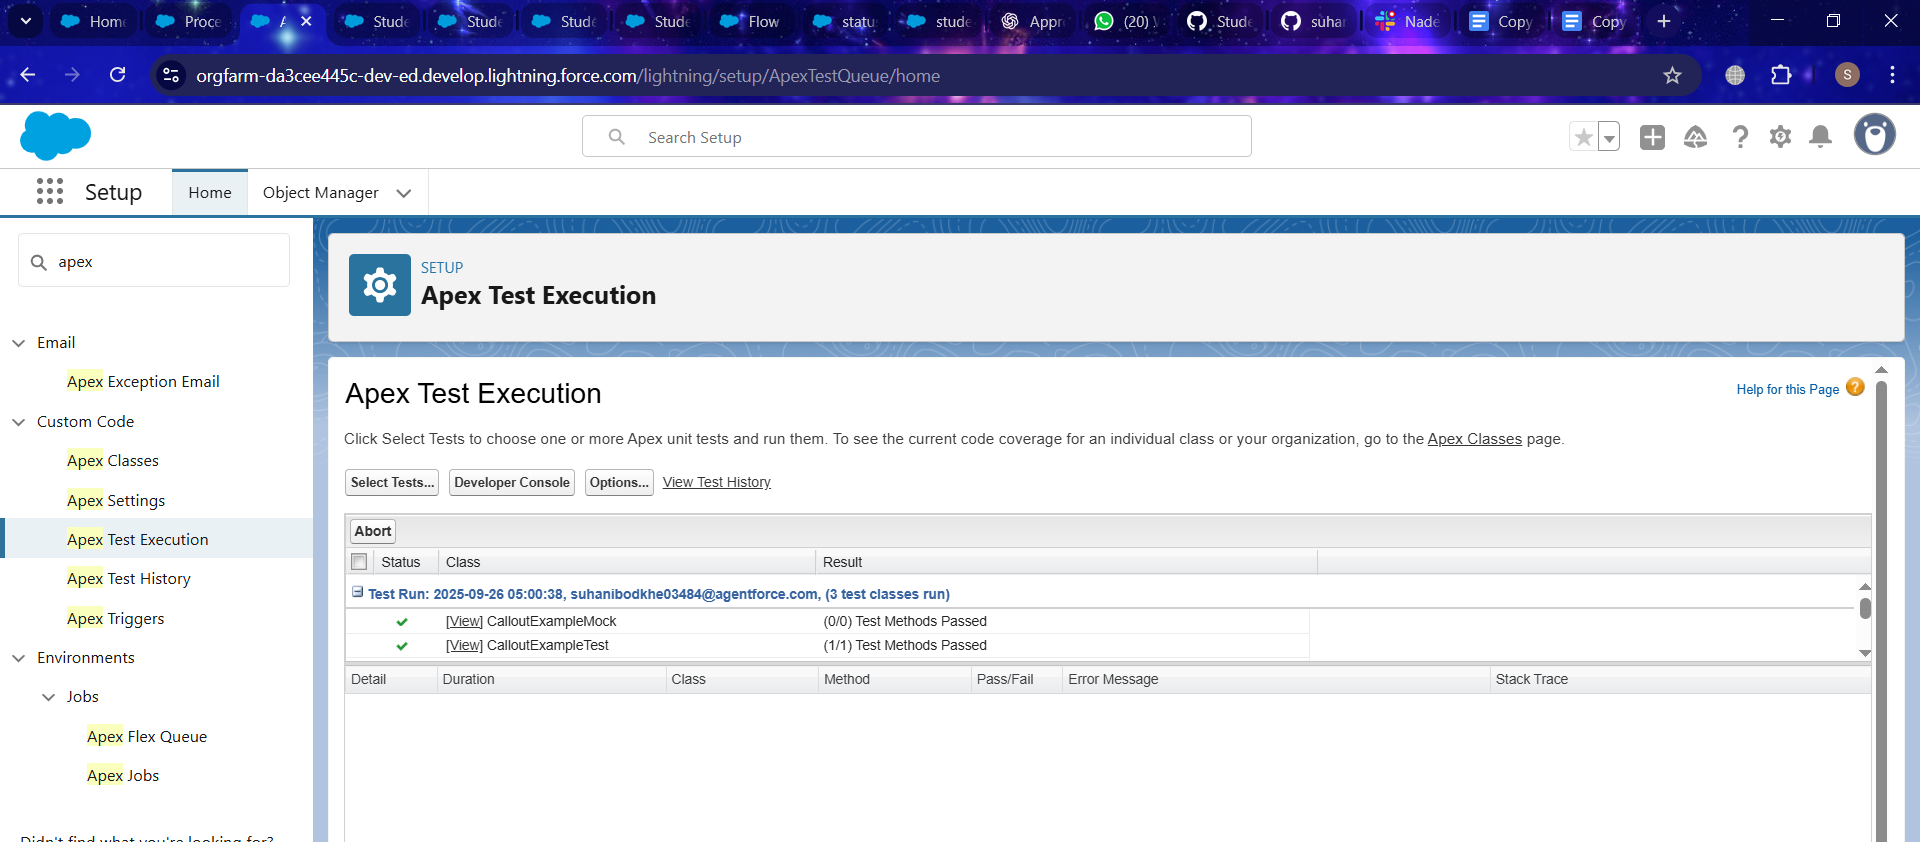 Home
Proce
A
Stude
Stude
Stude
Stude
Flow
statu
stude
Appr
(20) W
Stude
suhan
Nade
Copy
Copy
orgfarm-da3cee445c-dev-ed.develop.lightning.force.com/lightning/setup/ApexTestQueue/home
S
Search Setup
Setup
Home
Object Manager
apex
Email
Apex Exception Email
Custom Code
Apex Classes
Apex Settings
Apex Test Execution
Apex Test History
Apex Triggers
Environments
Jobs
Apex Flex Queue
Apex Jobs
Didn't find what you're looking for?
SETUP
Apex Test Execution
Apex Test Execution
Help for this Page ?
Click Select Tests to choose one or more Apex unit tests and run them. To see the current code coverage for an individual class or your organization, go to the Apex Classes page.
Select Tests... Developer Console Options... View Test History
Abort
Status Class Result
Test Run: 2025-09-26 05:00:38, suhanibodkhe03484@agentforce.com, (3 test classes run)
[View] CalloutExampleMock (0/0) Test Methods Passed
[View] CalloutExampleTest (1/1) Test Methods Passed
Detail Duration Class Method Pass/Fail Error Message Stack Trace